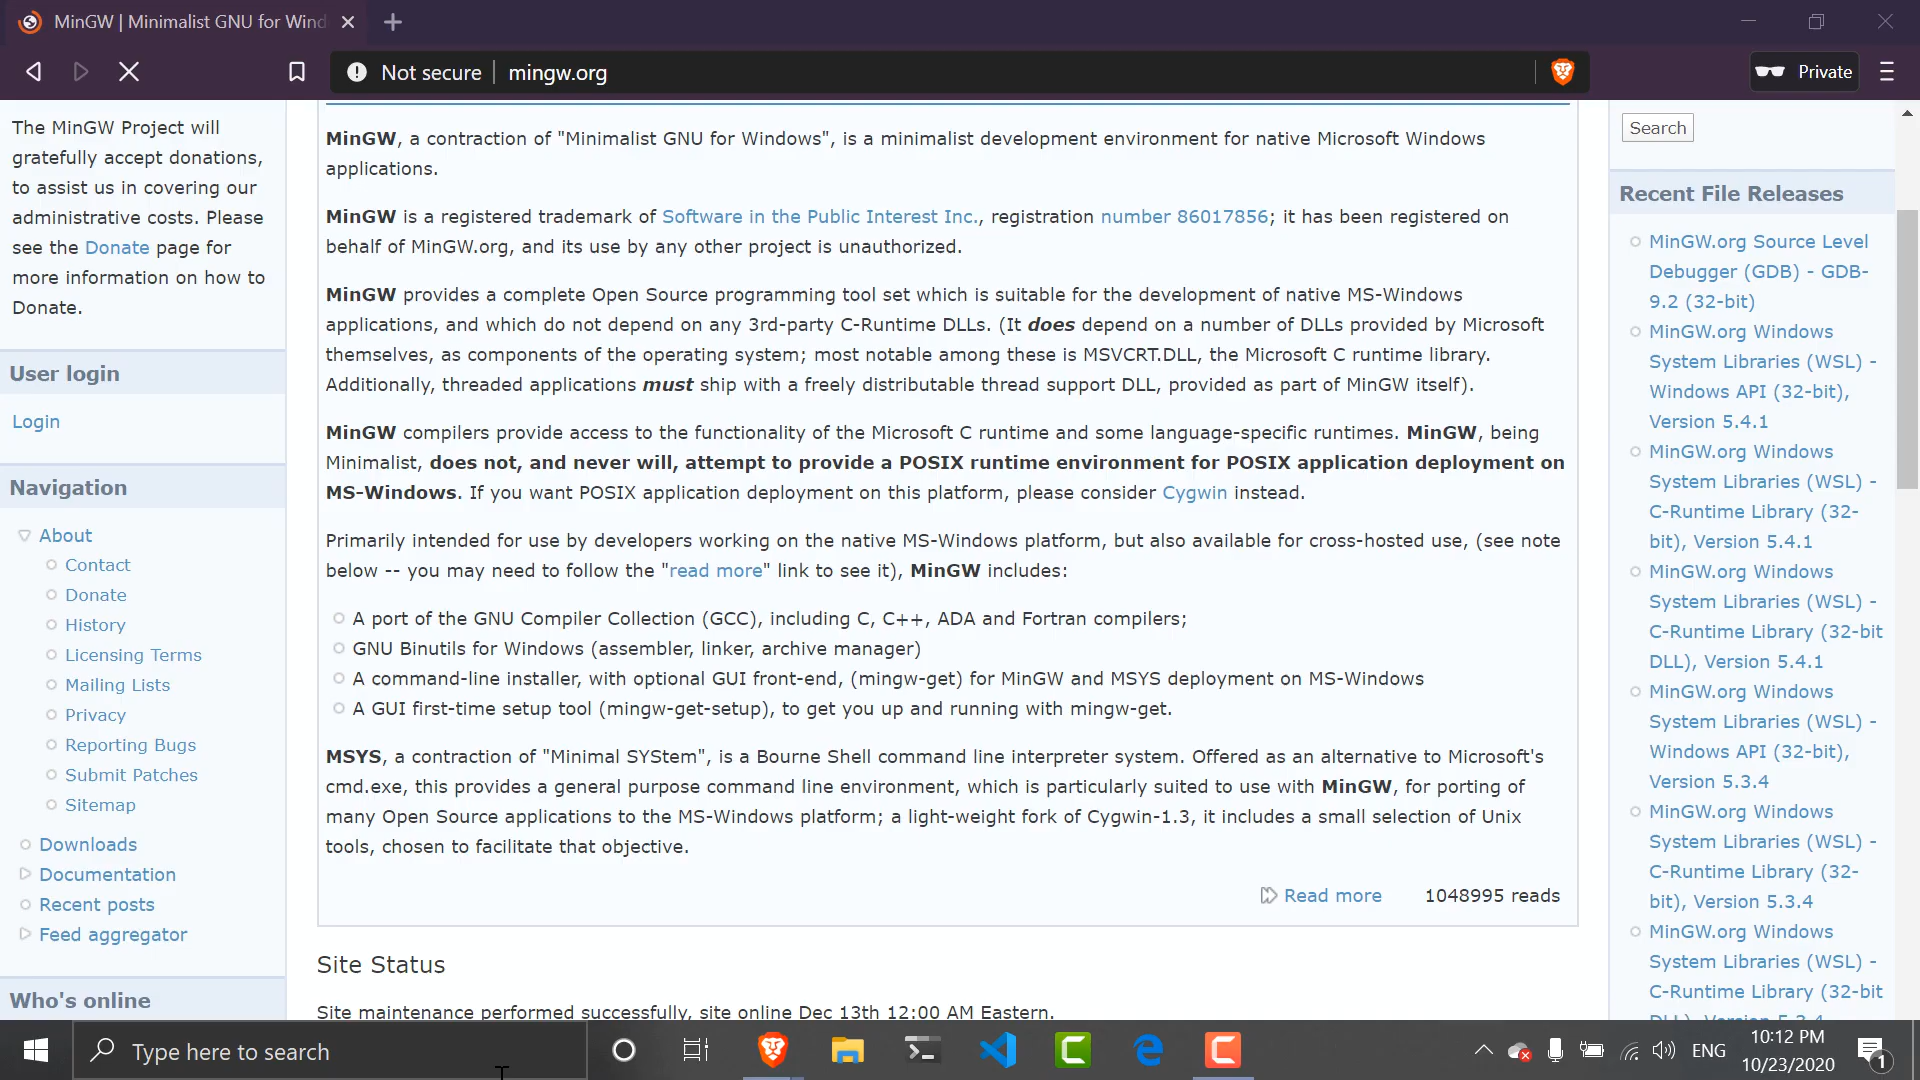 MinGW | Minimalist GNU for Wind
Not secure
mingw.org
Private
The MinGW Project will
gratefully accept donations,
to assist us in covering our
administrative costs. Please
see the Donate page for
more information on how to
Donate.
User login
Login
Navigation
About
Contact
Donate
History
Licensing Terms
Mailing Lists
Privacy
Reporting Bugs
Submit Patches
Sitemap
Downloads
Documentation
Recent posts
Feed aggregator
Who's online
MinGW, a contraction of "Minimalist GNU for Windows", is a minimalist development environment for native Microsoft Windows
applications.
MinGW is a registered trademark of Software in the Public Interest Inc., registration number 86017856; it has been registered on
behalf of MinGW.org, and its use by any other project is unauthorized.
MinGW provides a complete Open Source programming tool set which is suitable for the development of native MS-Windows
applications, and which do not depend on any 3rd-party C-Runtime DLLs. (It does depend on a number of DLLs provided by Microsoft
themselves, as components of the operating system; most notable among these is MSVCRT.DLL, the Microsoft C runtime library.
Additionally, threaded applications must ship with a freely distributable thread support DLL, provided as part of MinGW itself).
MinGW compilers provide access to the functionality of the Microsoft C runtime and some language-specific runtimes. MinGW, being
Minimalist, does not, and never will, attempt to provide a POSIX runtime environment for POSIX application deployment on
MS-Windows. If you want POSIX application deployment on this platform, please consider Cygwin instead.
Primarily intended for use by developers working on the native MS-Windows platform, but also available for cross-hosted use, (see note
below -- you may need to follow the "read more" link to see it), MinGW includes:
A port of the GNU Compiler Collection (GCC), including C, C++, ADA and Fortran compilers;
GNU Binutils for Windows (assembler, linker, archive manager)
A command-line installer, with optional GUI front-end, (mingw-get) for MinGW and MSYS deployment on MS-Windows
A GUI first-time setup tool (mingw-get-setup), to get you up and running with mingw-get.
MSYS, a contraction of "Minimal SYStem", is a Bourne Shell command line interpreter system. Offered as an alternative to Microsoft's
cmd.exe, this provides a general purpose command line environment, which is particularly suited to use with MinGW, for porting of
many Open Source applications to the MS-Windows platform; a light-weight fork of Cygwin-1.3, it includes a small selection of Unix
tools, chosen to facilitate that objective.
Read more
1048995 reads
Site Status
Site maintenance performed successfully, site online Dec 13th 12:00 AM Eastern.
Search
Recent File Releases
MinGW.org Source Level
Debugger (GDB) - GDB-
9.2 (32-bit)
MinGW.org Windows
System Libraries (WSL) -
Windows API (32-bit),
Version 5.4.1
MinGW.org Windows
System Libraries (WSL) -
C-Runtime Library (32-
bit), Version 5.4.1
MinGW.org Windows
System Libraries (WSL) -
C-Runtime Library (32-bit
DLL), Version 5.4.1
MinGW.org Windows
System Libraries (WSL) -
Windows API (32-bit),
Version 5.3.4
MinGW.org Windows
System Libraries (WSL) -
C-Runtime Library (32-
bit), Version 5.3.4
MinGW.org Windows
System Libraries (WSL) -
C-Runtime Library (32-bit
DLL), Version 5.3.4
Type here to search
ENG
10:12 PM
10/23/2020
1